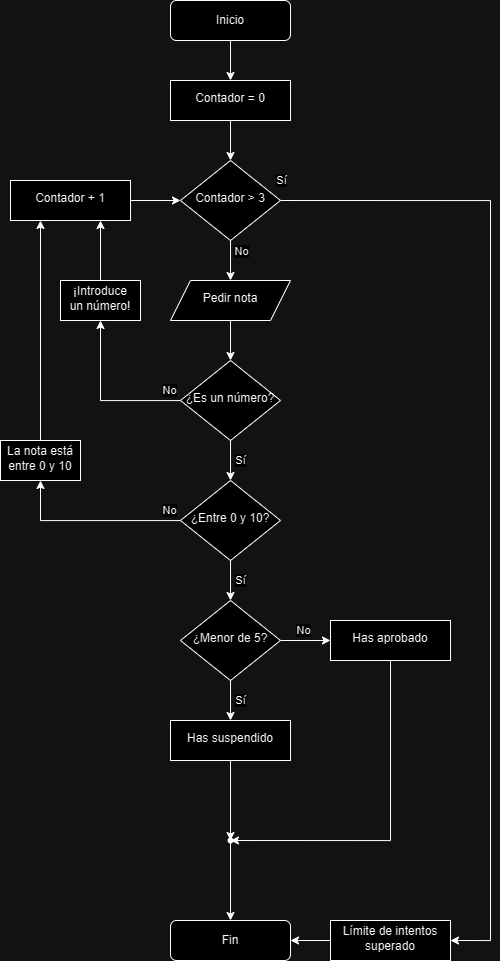 Inicio
Contador = 0
Contador + 1
Contador > 3
Sí
No
¡Introduce
un número!
Pedir nota
No
¿Es un número?
Sí
La nota está
entre 0 y 10
No
¿Entre 0 y 10?
Sí
¿Menor de 5?
No
Has aprobado
Sí
Has suspendido
Fin
Límite de intentos
superado